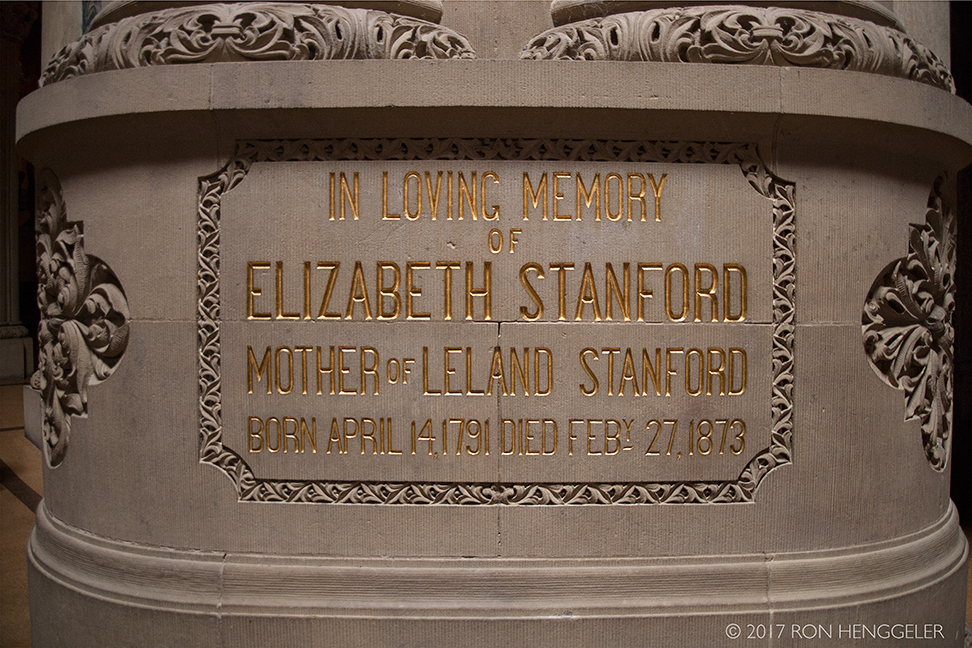 IN LOVING MEMORY
OF
ELIZABETH STANFORD
MOTHER OF LELAND STANFORD
BORN APRIL 14, 1791 DIED FEBY 27, 1873
© 2017 RON HENGGELER